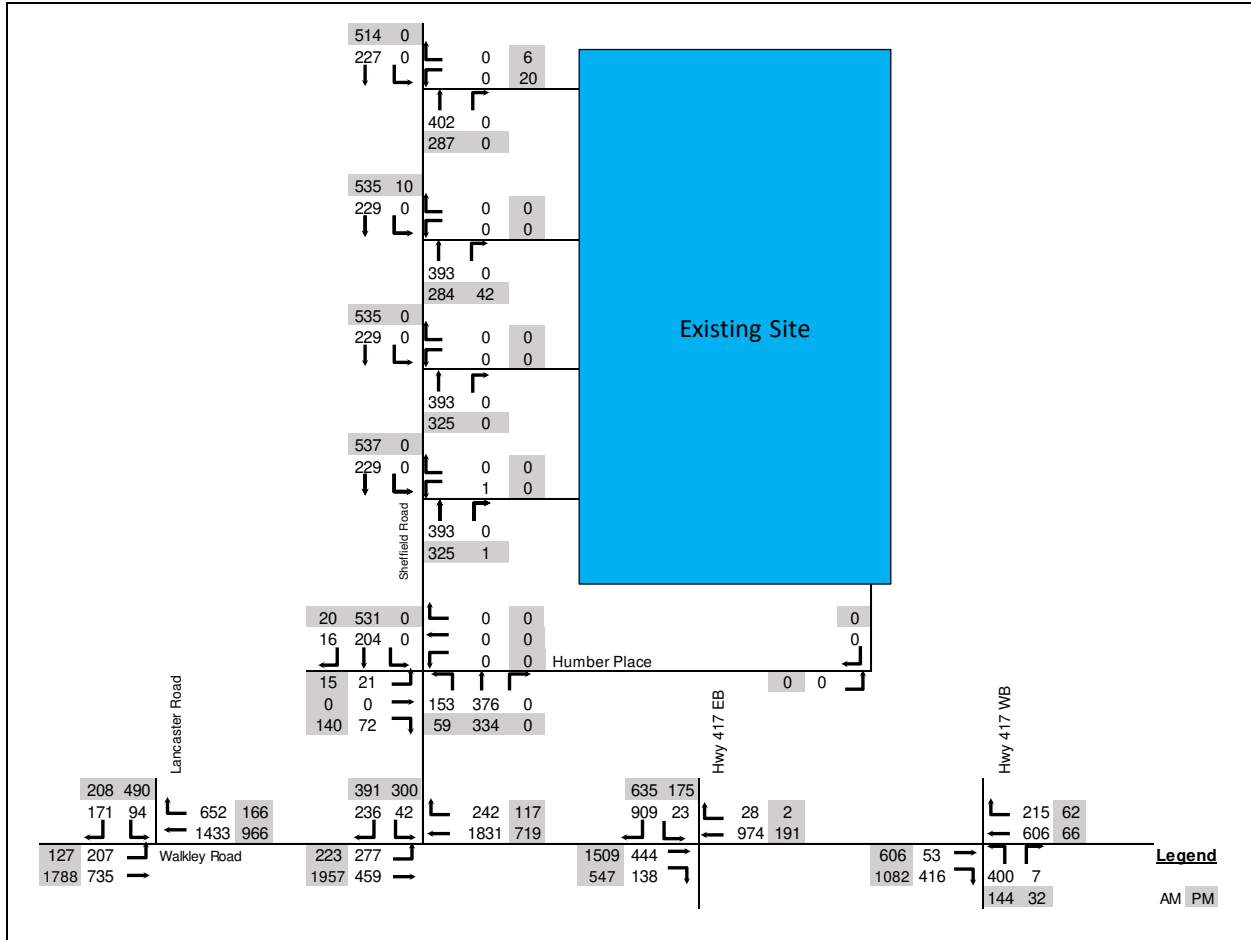 514 0
227 0 0 6
0 20
402 0
287 0
535 10
229 0 0 0
0 0
393 0
284 42
535 0
229 0 0 0
0 0
393 0
325 0
Existing Site
537 0
229 0 0 0
1 0
393 0
325 1
Sheffield Road
20 531 0 0 0 0
16 204 0 0 0 0
0 0 Humber Place
15 21 0 0
0 0 153 376 0
140 72 59 334 0
Lancaster Road
Hwy 417 EB
Hwy 417 WB
208 490 391 300 635 175
171 94 652 166 236 42 242 117 909 23 28 2 215 62
1433 966 1831 719 974 191 606 66
127 207 Walkley Road 223 277 1509 444 606 53 Legend
1788 735 1957 459 547 138 1082 416 400 7
144 32 AM PM